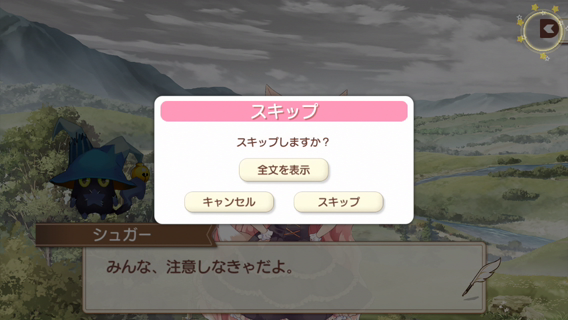 スキップ
スキップしますか？
全文を表示
キャンセル
スキップ
シュガー
みんな、注意しなきゃだよ。